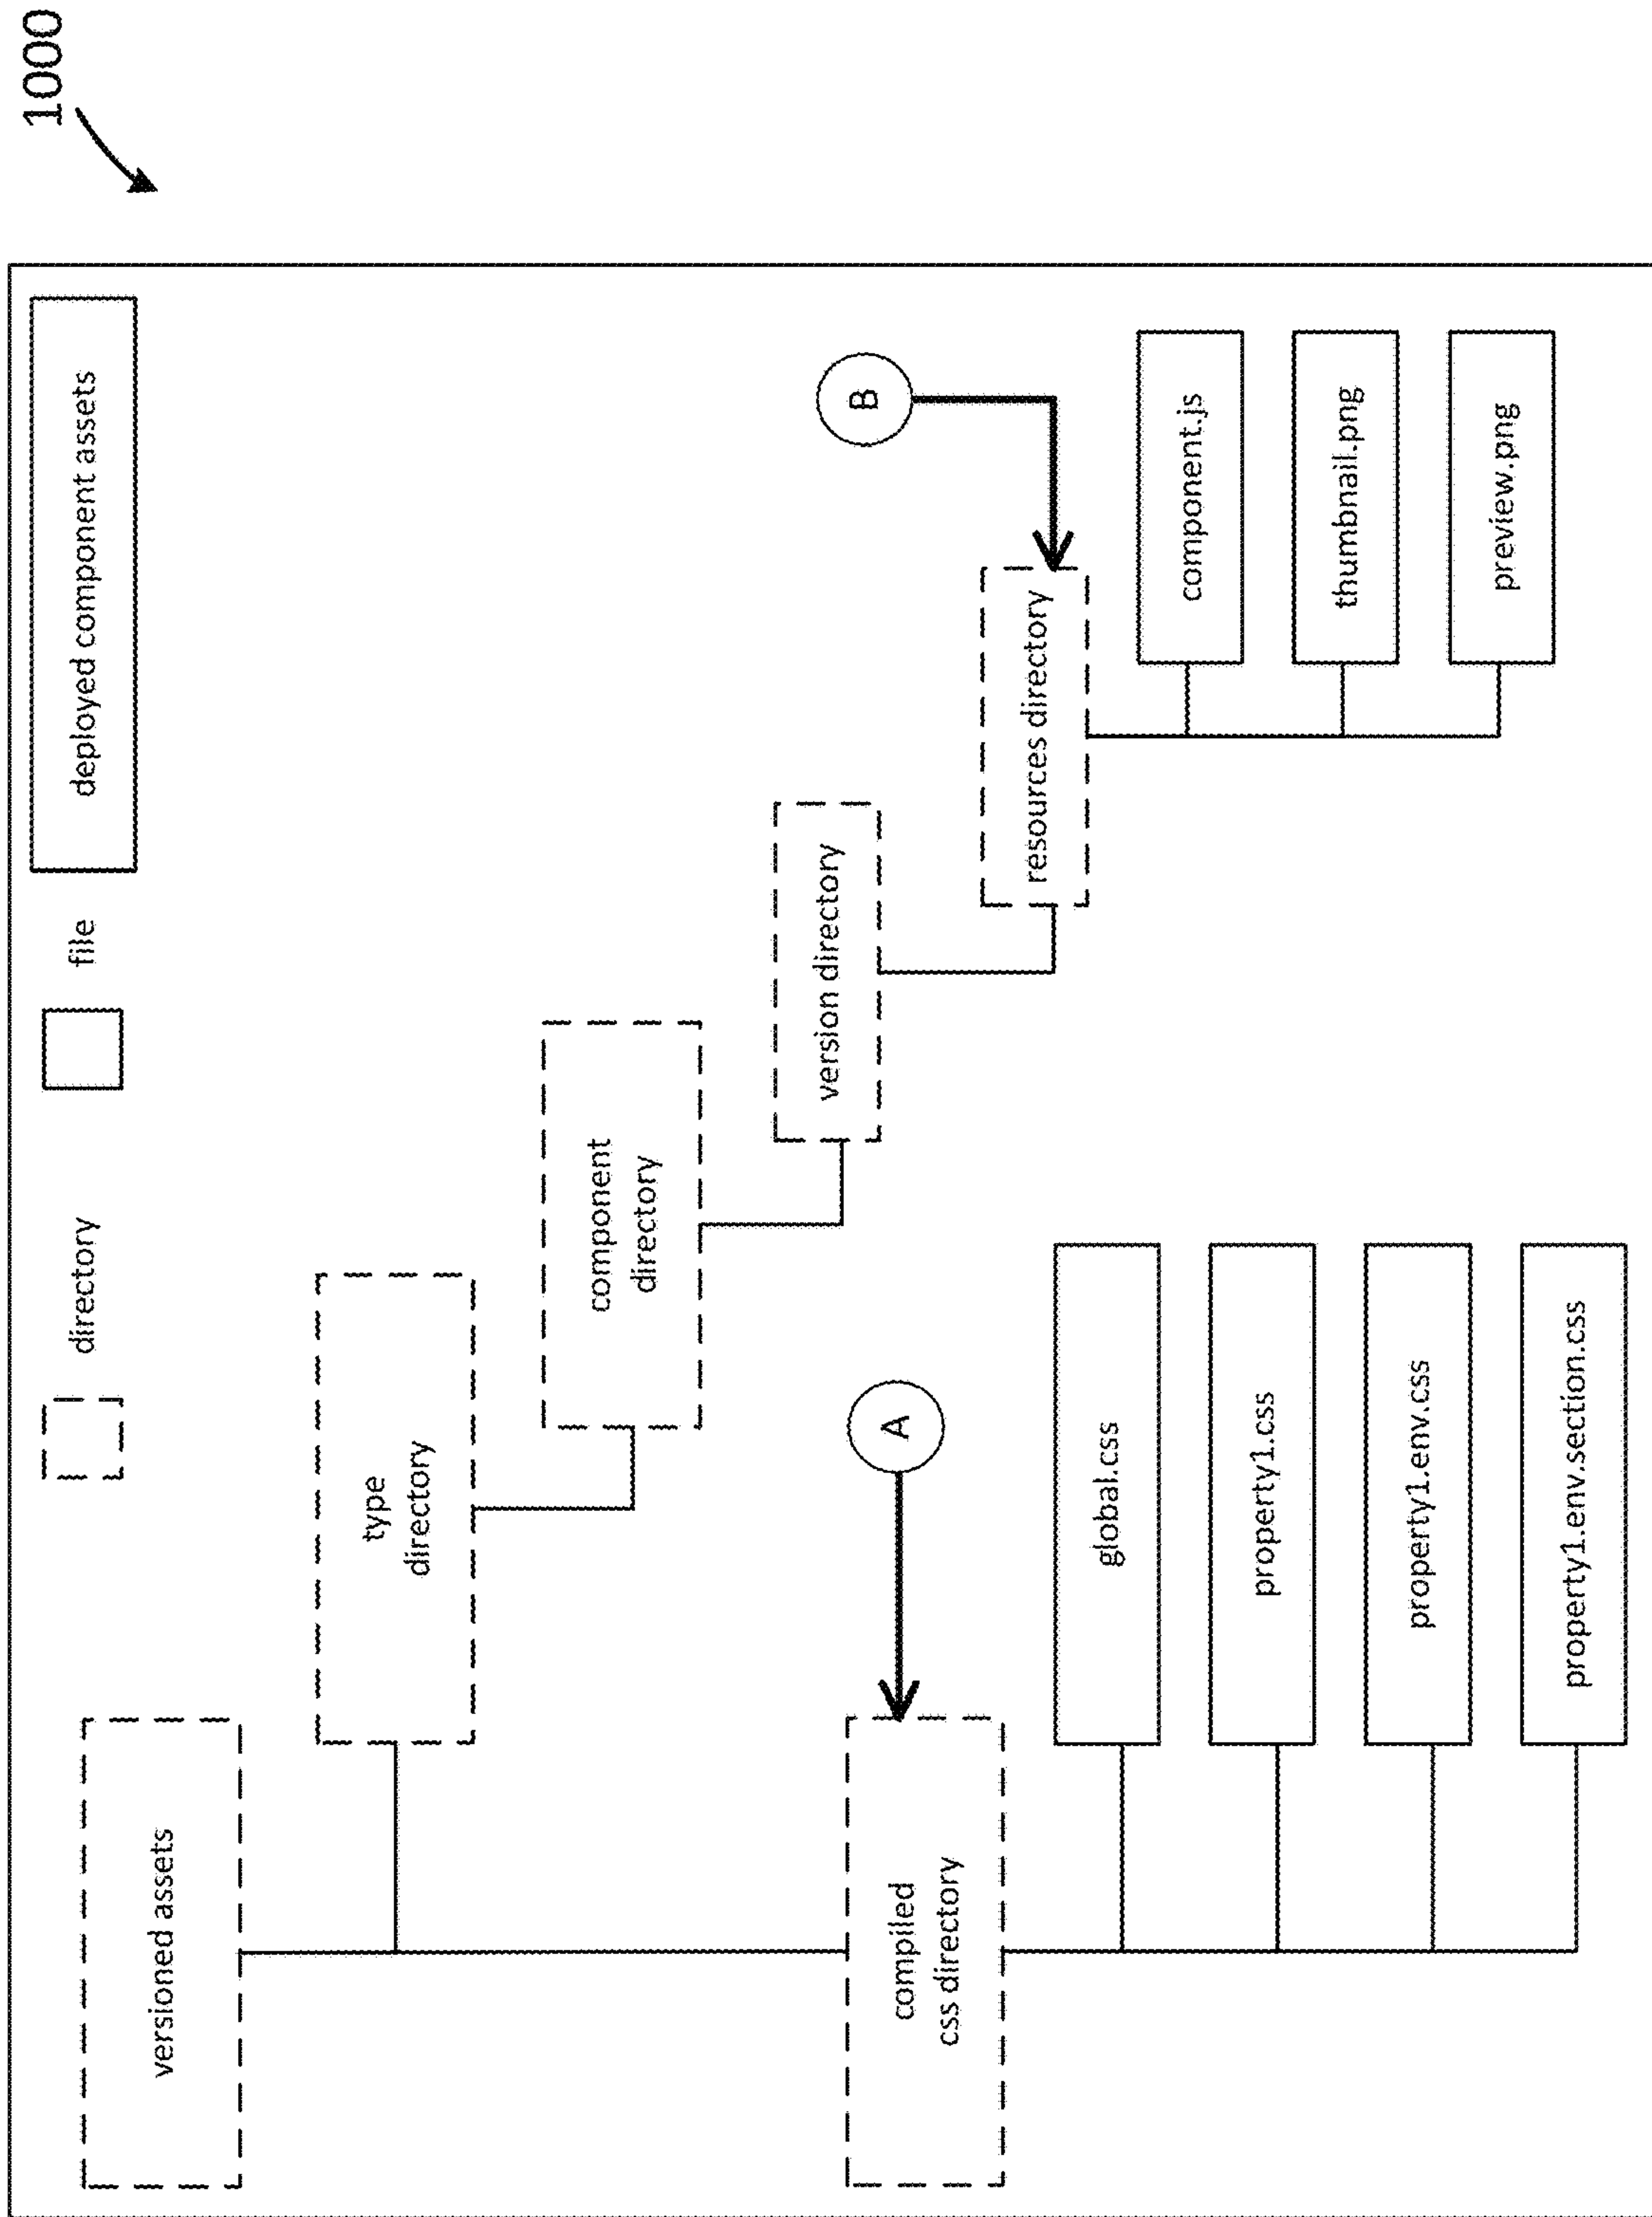 1000
directory
file
deployed component assets
versioned assets
type
directory
component
directory
version directory
B
resources directory
component.js
thumbnail.png
preview.png
A
compiled
css directory
global.css
property1.css
property1.env.css
property1.env.section.css